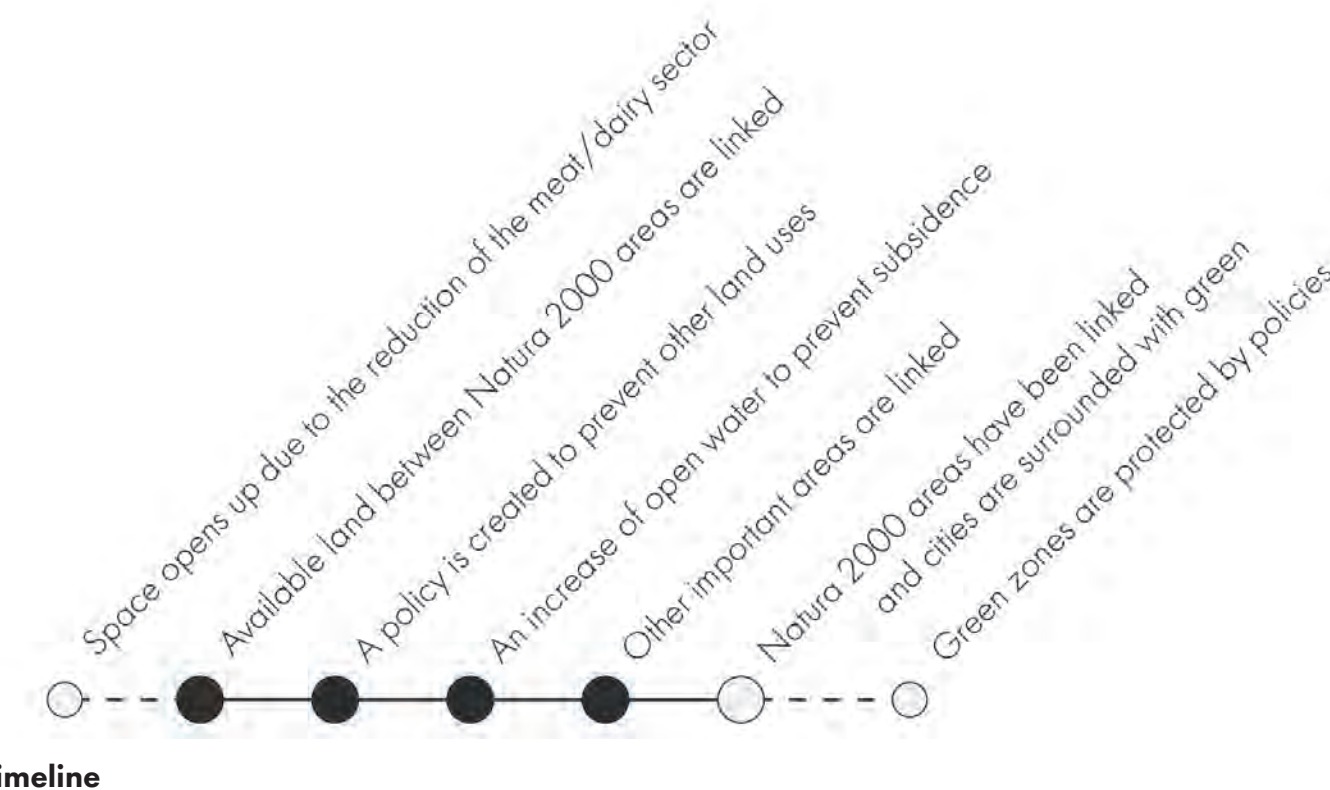 Space opens up due to the reduction of the meat/dairy sector
Available land between Natura 2000 areas are linked
A policy is created to prevent other land uses
An increase of open water to prevent subsidence
Other important areas are linked
Natura 2000 areas have been linked
and cities are surrounded with green
Green zones are protected by policies
imeline